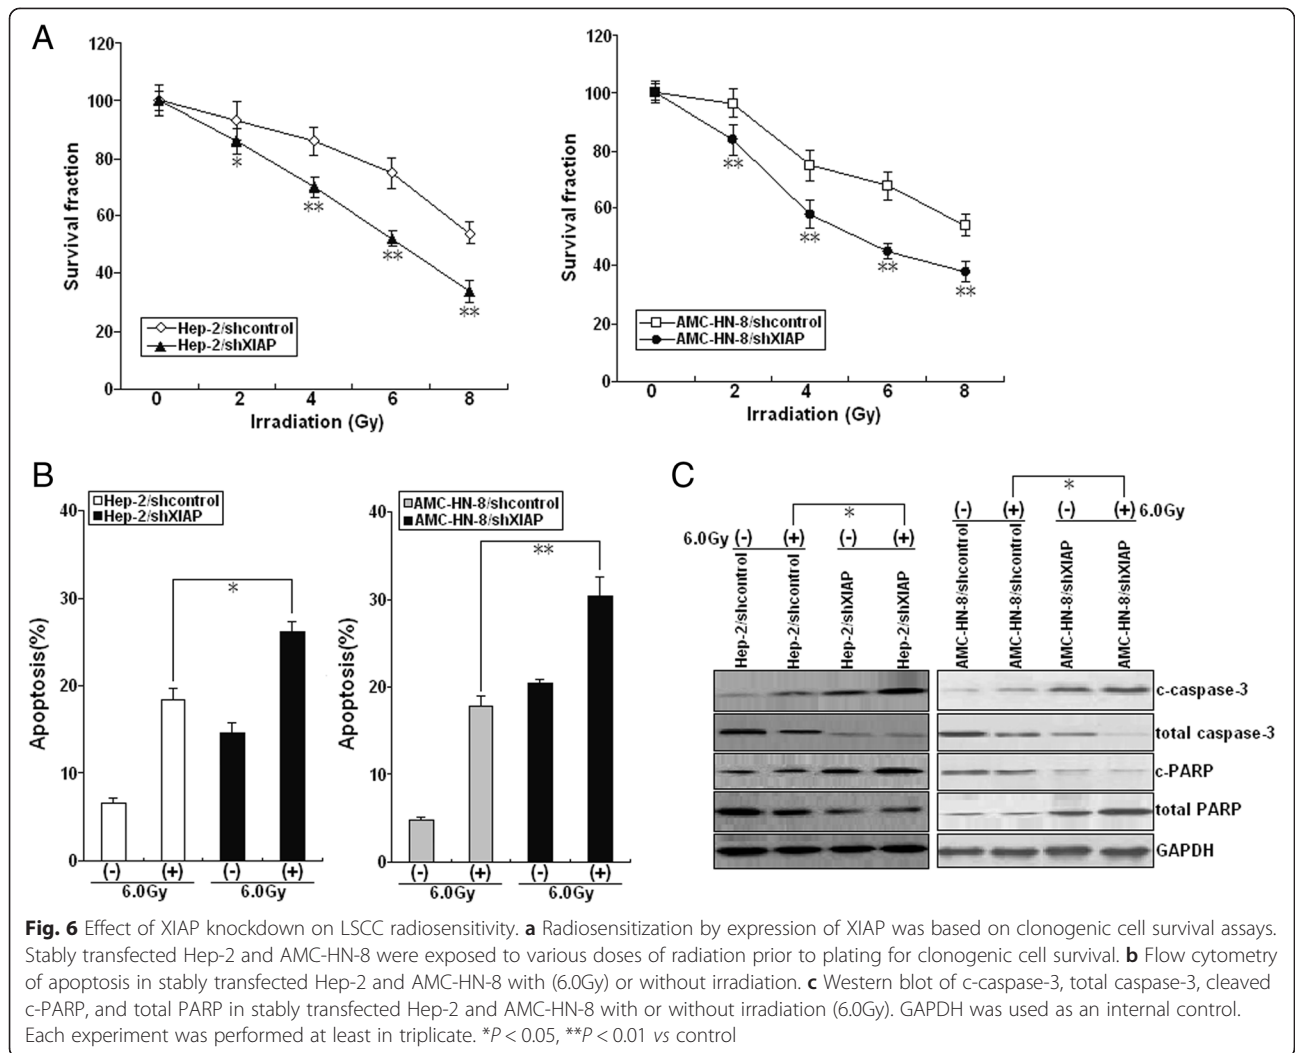 A
120
100
80
60
40
20
0
Survival fraction
*
**
**
**
Hep-2/shcontrol
Hep-2/shXIAP
0 2 4 6 8
Irradiation (Gy)
120
100
80
60
40
20
0
Survival fraction
**
**
**
**
AMC-HN-8/shcontrol
AMC-HN-8/shXIAP
0 2 4 6 8
Irradiation (Gy)
B
Hep-2/shcontrol
Hep-2/shXIAP
40
30
20
10
0
Apoptosis(%)
*
(-) (+) (-) (+)
6.0Gy 6.0Gy
AMC-HN-8/shcontrol
AMC-HN-8/shXIAP
40
30
20
10
0
Apoptosis(%)
**
(-) (+) (-) (+)
6.0Gy 6.0Gy
C
*
6.0Gy (-) (+) (-) (+)
Hep-2/shcontrol
Hep-2/shcontrol
Hep-2/shXIAP
Hep-2/shXIAP
*
(-) (+) (-) (+) 6.0Gy
AMC-HN-8/shcontrol
AMC-HN-8/shcontrol
AMC-HN-8/shXIAP
AMC-HN-8/shXIAP
c-caspase-3
total caspase-3
c-PARP
total PARP
GAPDH
Fig. 6 Effect of XIAP knockdown on LSCC radiosensitivity. a Radiosensitization by expression of XIAP was based on clonogenic cell survival assays.
Stably transfected Hep-2 and AMC-HN-8 were exposed to various doses of radiation prior to plating for clonogenic cell survival. b Flow cytometry
of apoptosis in stably transfected Hep-2 and AMC-HN-8 with (6.0Gy) or without irradiation. c Western blot of c-caspase-3, total caspase-3, cleaved
c-PARP, and total PARP in stably transfected Hep-2 and AMC-HN-8 with or without irradiation (6.0Gy). GAPDH was used as an internal control.
Each experiment was performed at least in triplicate. *P < 0.05, **P < 0.01 vs control